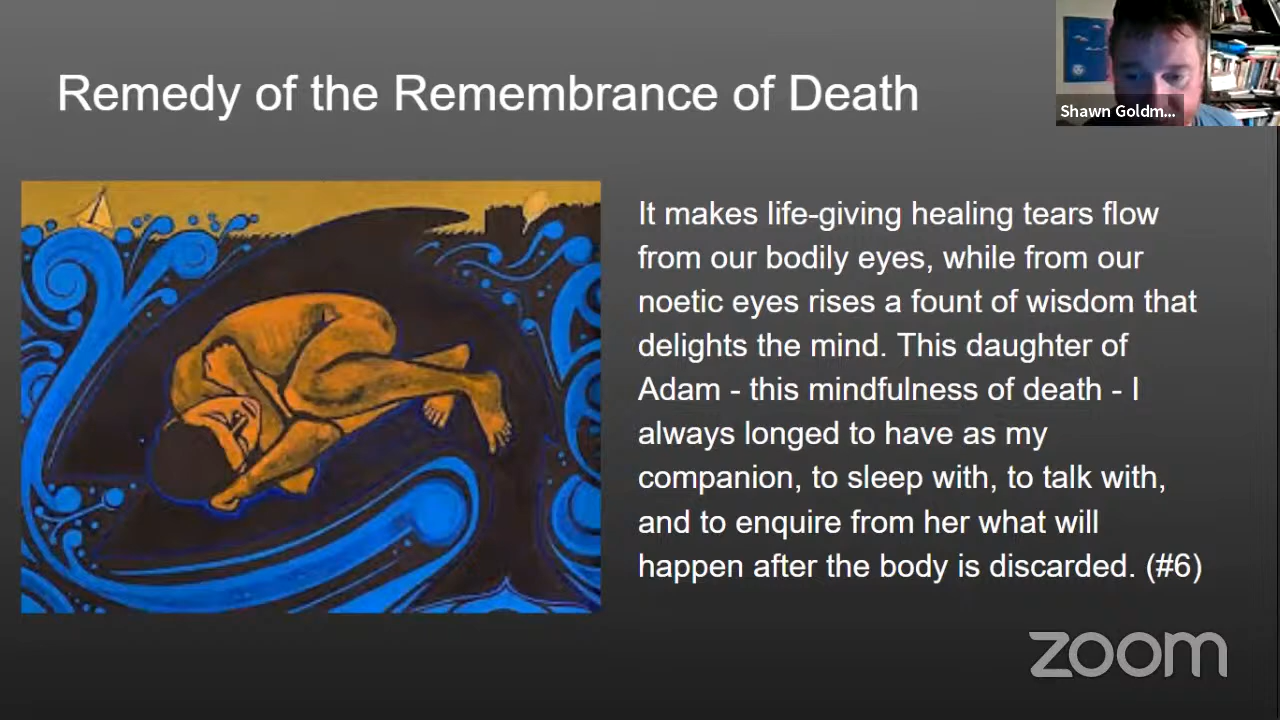 Remedy of the Remembrance of Death
Shawn Goldm...
It makes life-giving healing tears flow
from our bodily eyes, while from our
noetic eyes rises a fount of wisdom that
delights the mind. This daughter of
Adam - this mindfulness of death - I
always longed to have as my
companion, to sleep with, to talk with,
and to enquire from her what will
happen after the body is discarded. (#6)
zoom